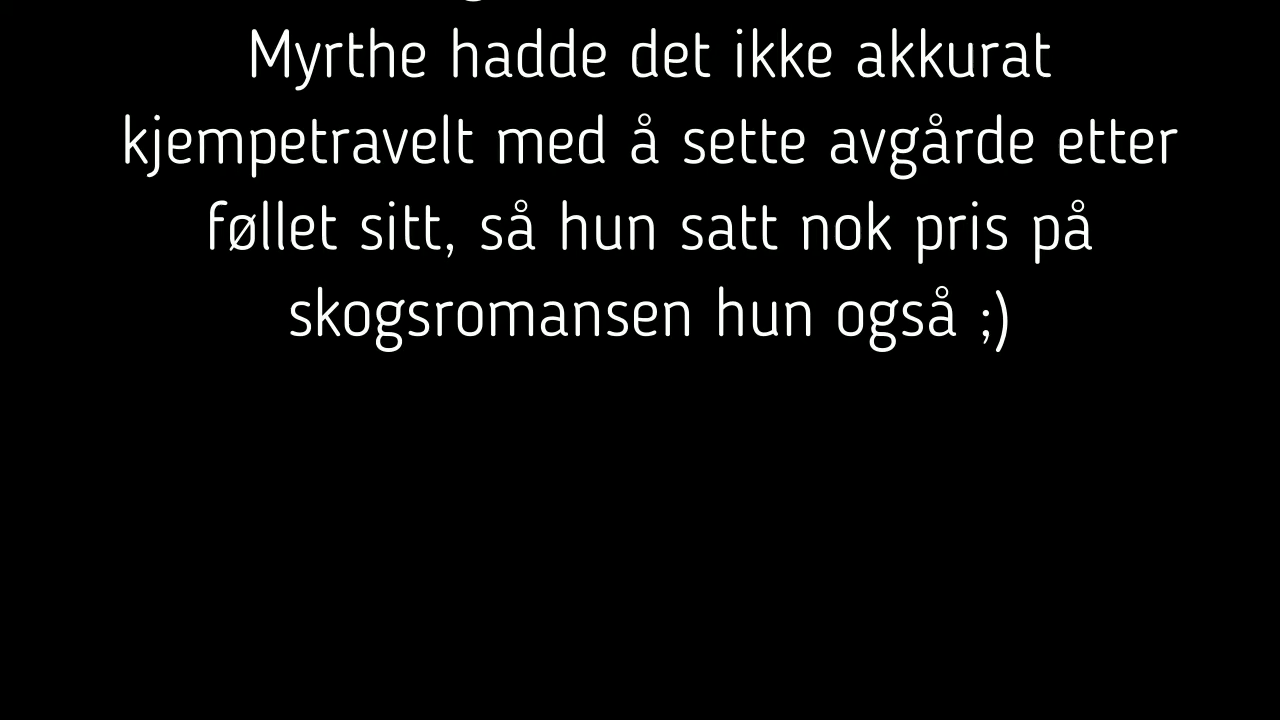 Myrthe hadde det ikke akkurat
kjempetravelt med å sette avgårde etter
føllet sitt, så hun satt nok pris på
skogsromansen hun også ;)